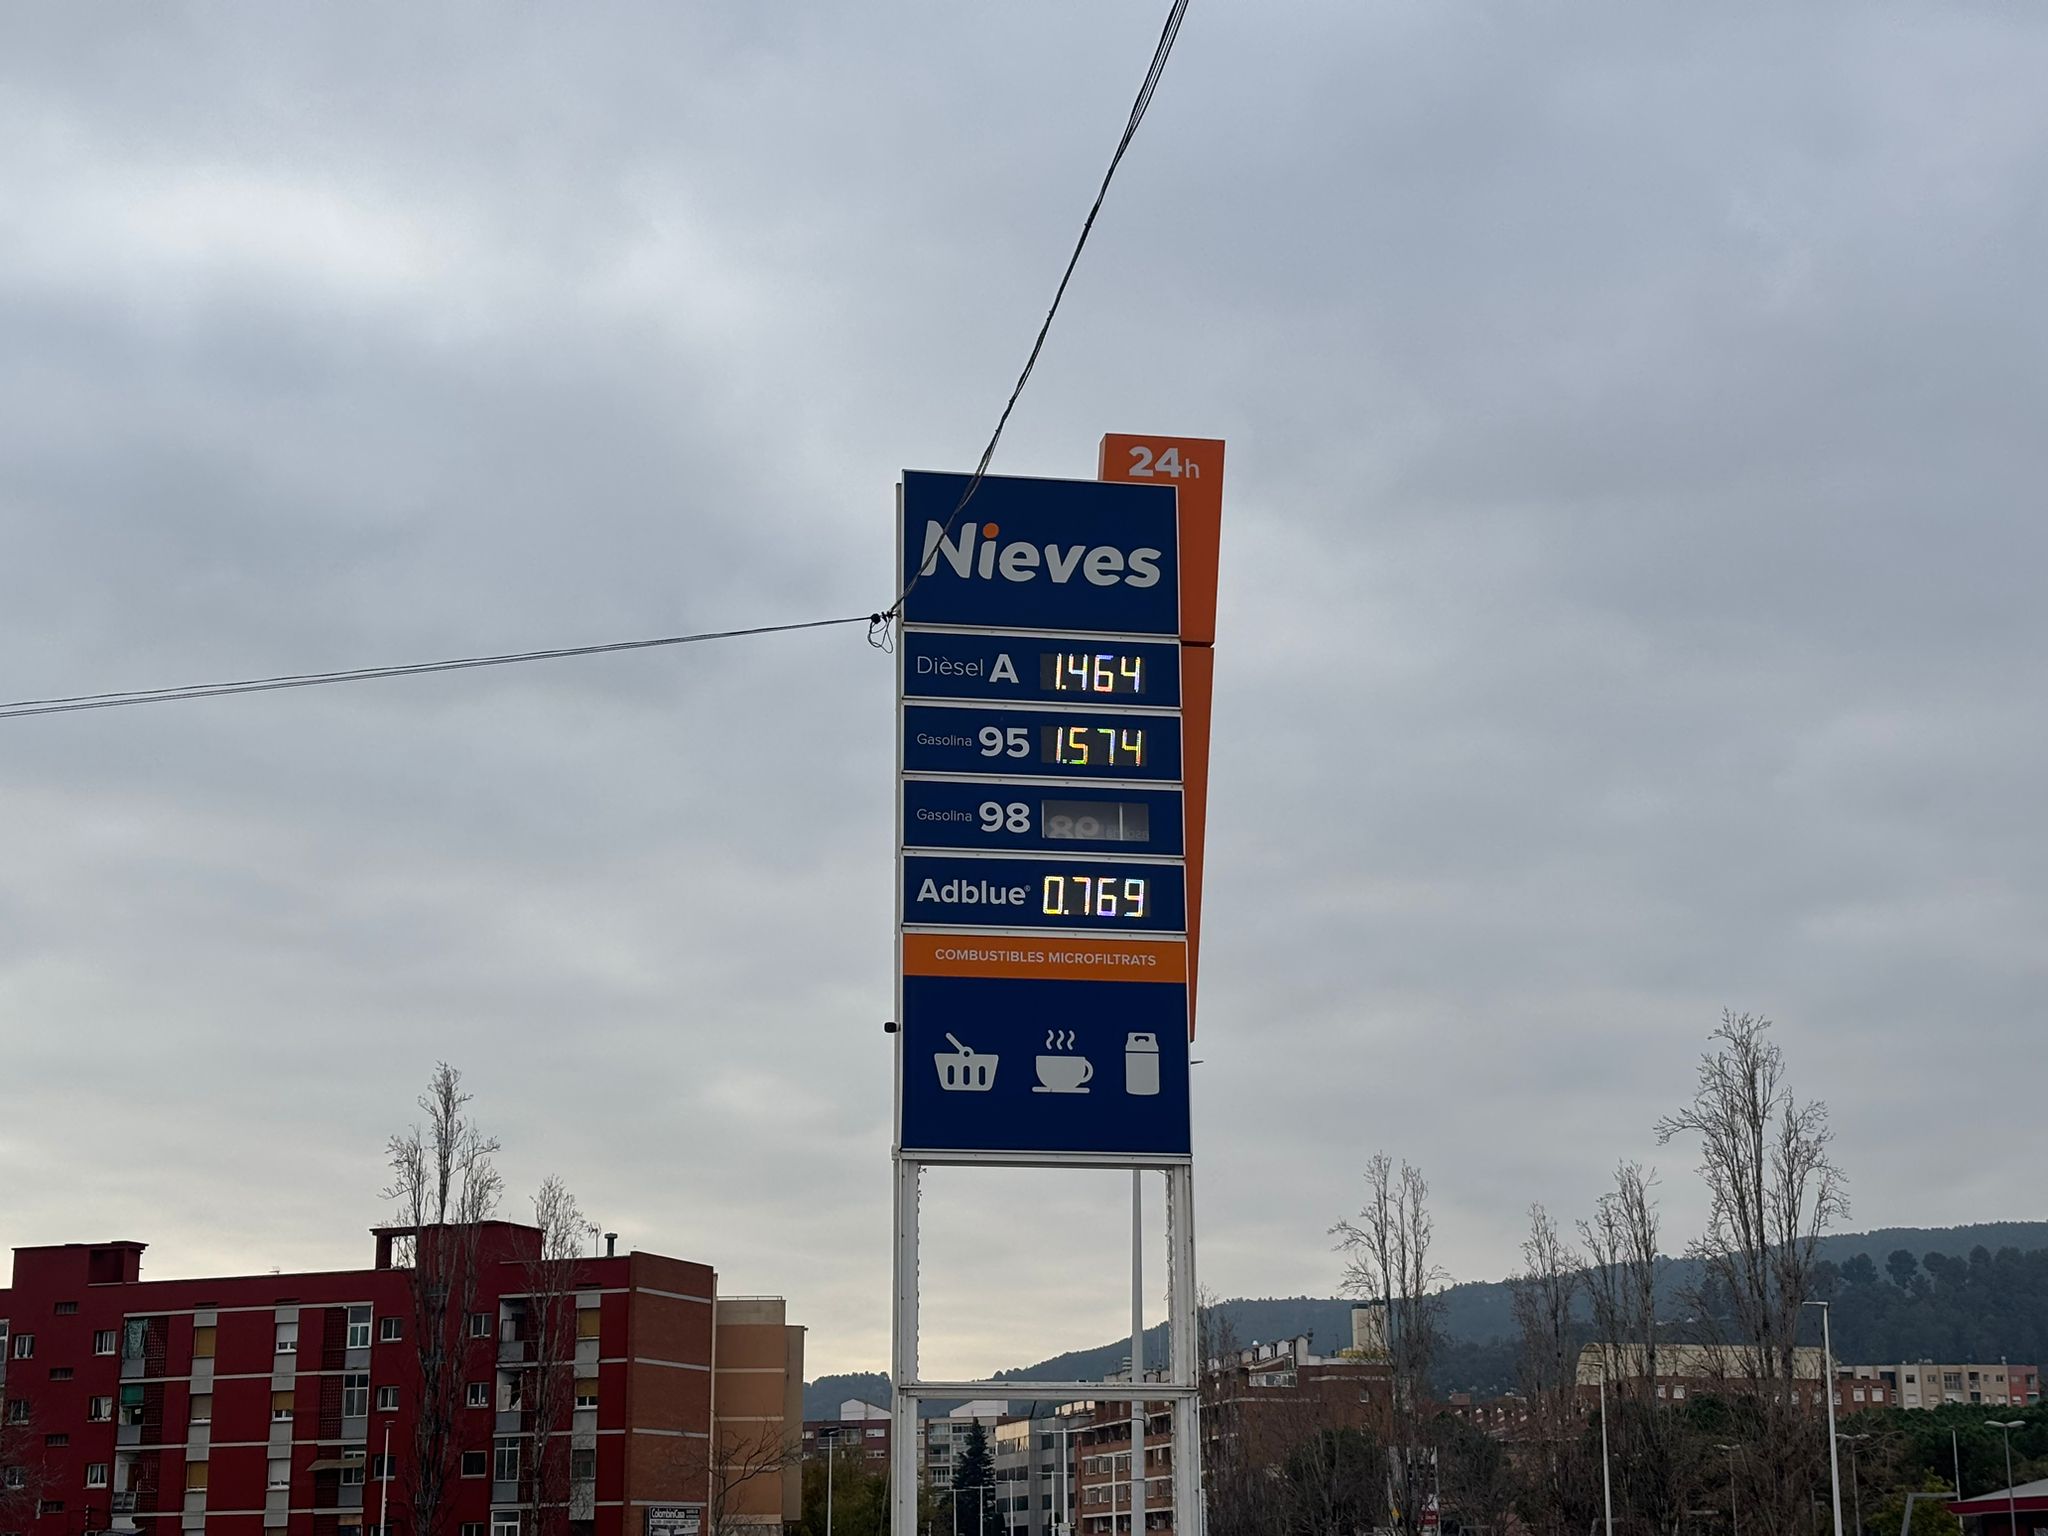 24h
Nieves
Dièsel A 1.464
Gasolina 95 1.574
Gasolina 98
Adblue® 0.769
COMBUSTIBLES MICROFILTRATS